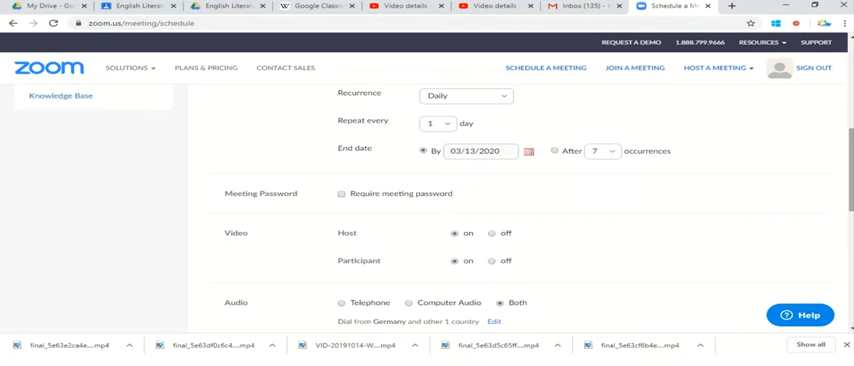 My Drive - Go
English Literat
English Literat
Google Classr
Video details
Video details
Inbox (135) - h
Schedule a M
zoom.us/meeting/schedule
REQUEST A DEMO 1.888.799.9666 RESOURCES SUPPORT
zoom SOLUTIONS PLANS & PRICING CONTACT SALES SCHEDULE A MEETING JOIN A MEETING HOST A MEETING SIGN OUT
Knowledge Base
Recurrence Daily
Repeat every 1 day
End date By 03/13/2020 After 7 occurrences
Meeting Password Require meeting password
Video Host on off
Participant on off
Audio Telephone Computer Audio Both
Dial from Germany and other 1 country Edit
Help
final_5e63e2ca4e....mp4 final_5e63df0c6c4....mp4 VID-20191014-W....mp4 final_5e63d5c65ff....mp4 final_5e63cf6b4e....mp4 Show all